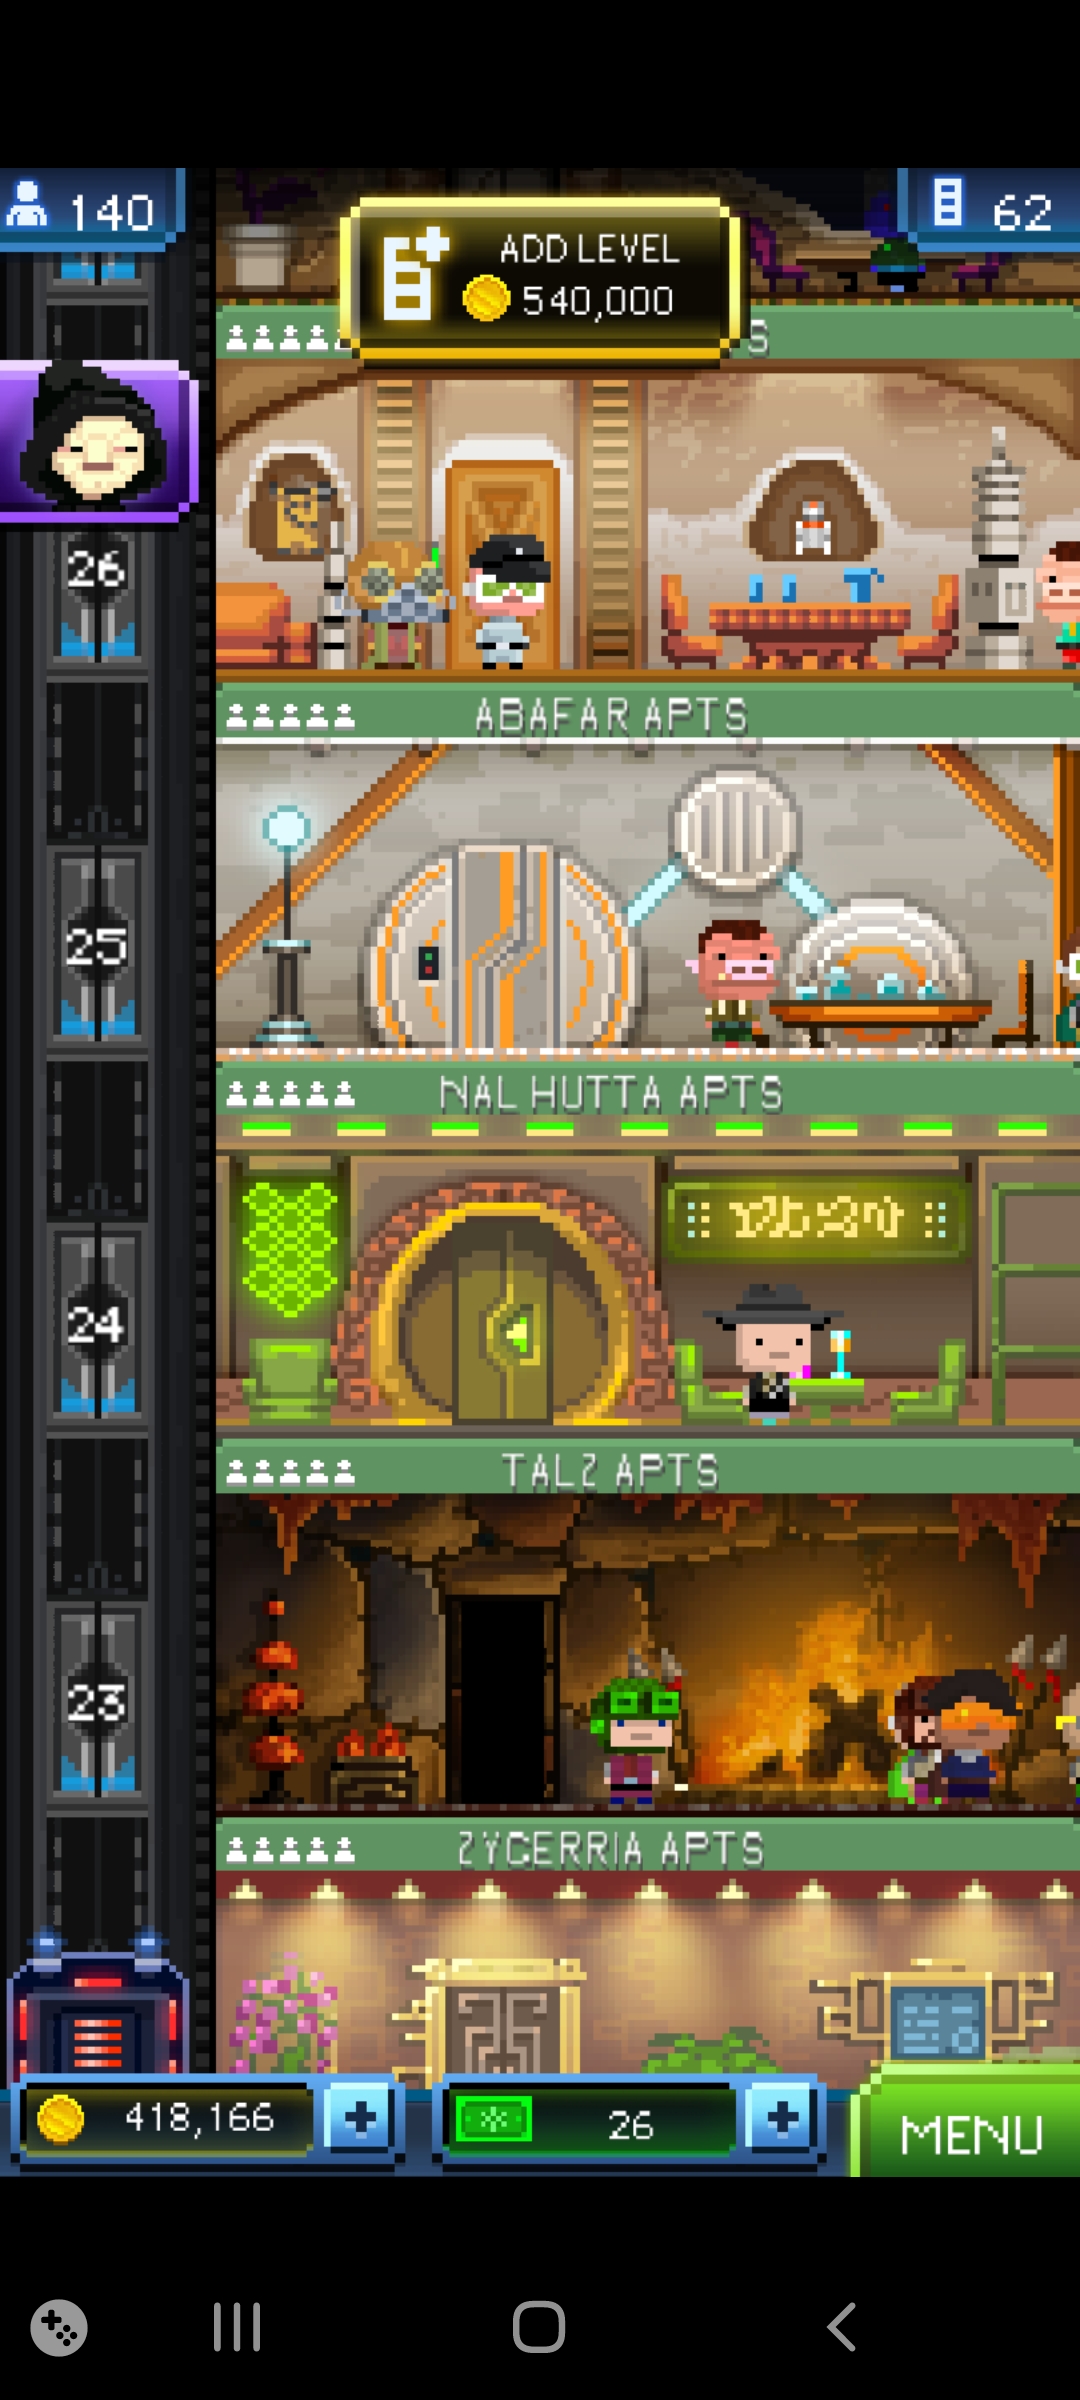 140
ADD LEVEL
540,000
62
S
26
ABAFAR APTS
25
NAL HUTTA APTS
24
TALZ APTS
23
ZYGERRIA APTS
418,166
26
MENU